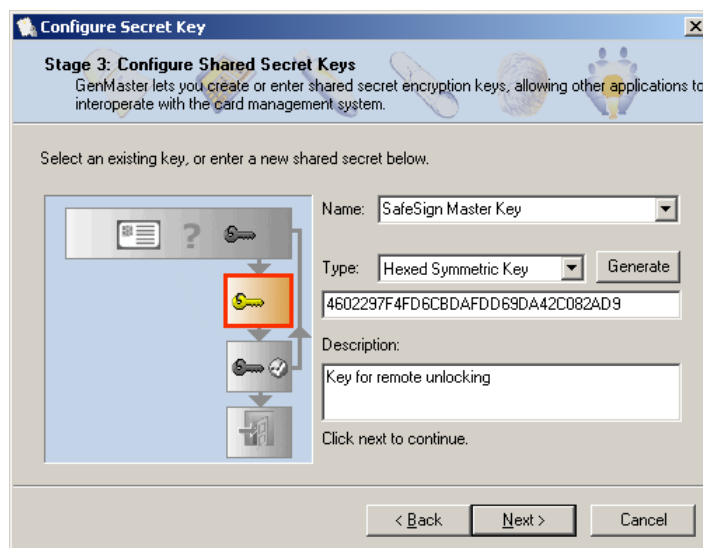 Configure Secret Key
Stage 3: Configure Shared Secret Keys
GenMaster lets you create or enter shared secret encryption keys, allowing other applications to
interoperate with the card management system.
Select an existing key, or enter a new shared secret below.
Name: SafeSign Master Key
Type: Hexed Symmetric Key Generate
4602297F4FD6CBDAFDD69DA42C082AD9
Description:
Key for remote unlocking
Click next to continue.
< Back Next > Cancel